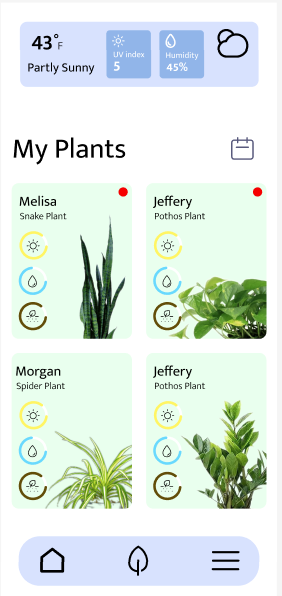 43° F
Partly Sunny
UV index
5
Humidity
45%
My Plants
Melisa
Snake Plant
Jeffery
Pothos Plant
Morgan
Spider Plant
Jeffery
Pothos Plant